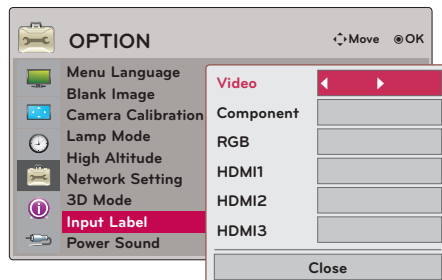 OPTION
Move
OK
Menu Language
Blank Image
Camera Calibration
Lamp Mode
High Altitude
Network Setting
3D Mode
Input Label
Power Sound
Video
Component
RGB
HDMI1
HDMI2
HDMI3
Close